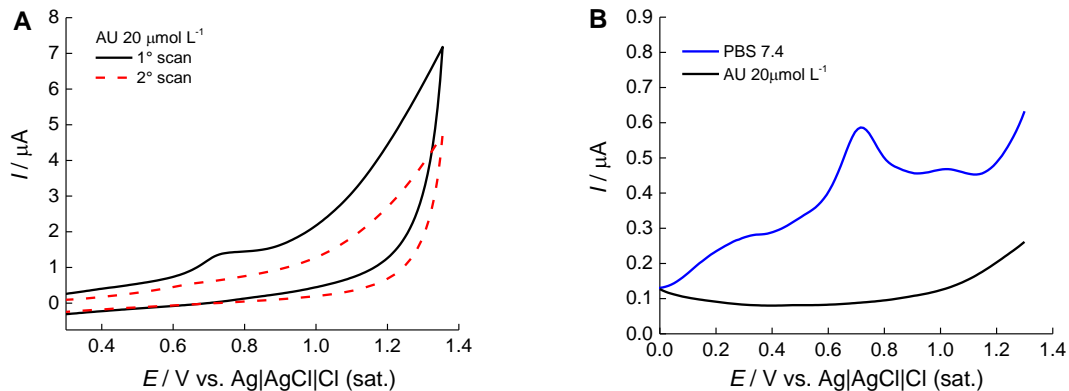 A
AU 20 μmol L-1
1° scan
2° scan
8
7
6
5
4
3
2
1
0
I / μA
0.4 0.6 0.8 1.0 1.2 1.4
E / V vs. Ag|AgCl|Cl (sat.)
B
PBS 7.4
AU 20μmol L-1
0.9
0.8
0.7
0.6
0.5
0.4
0.3
0.2
0.1
0.0
I / μA
0.0 0.2 0.4 0.6 0.8 1.0 1.2 1.4
E / V vs. Ag|AgCl|Cl (sat.)